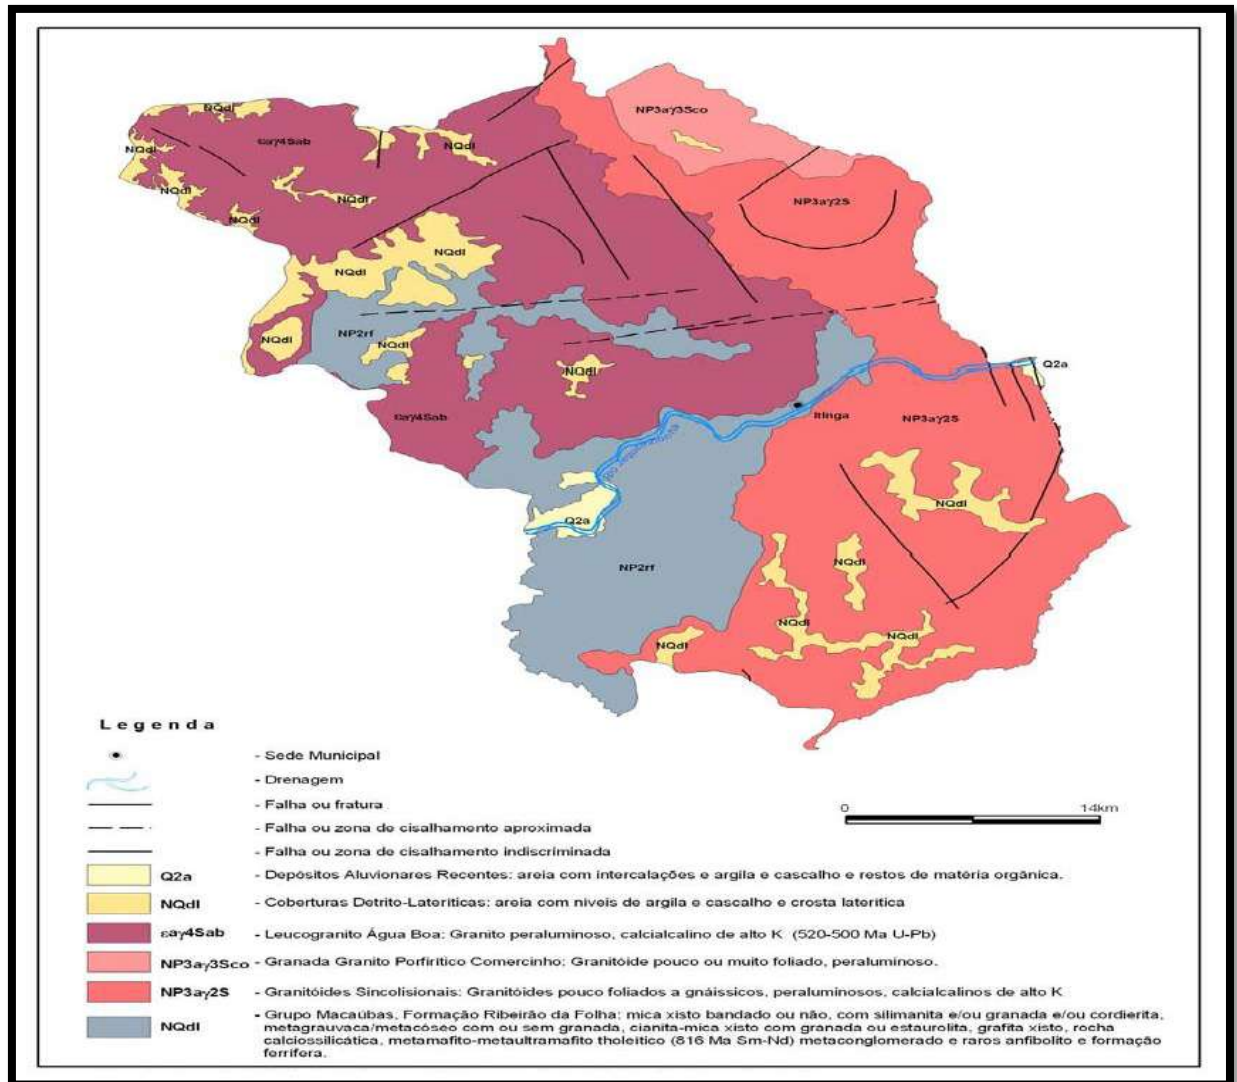 NP3aγ3Sco
NQdl
εaγ4Sab
NQdl
NQdl
NQdl
NQdl
NP3aγ2S
NQdl
NQdl
NQdl
NP2rf
NQdl
NQdl
NQdl
Q2a
εaγ4Sab
Itinga
NP3aγ2S
NQdl
Q2a
NP2rf
NQdl
NQdl
NQdl
NQdl
Legenda
- Sede Municipal
- Drenagem
- Falha ou fratura
0 14km
- Falha ou zona de cisalhamento aproximada
- Falha ou zona de cisalhamento indiscriminada
Q2a - Depósitos Aluvionares Recentes: areia com intercalações e argila e cascalho e restos de matéria orgânica.
NQdl - Coberturas Detrito-Lateríticas: areia com níveis de argila e cascalho e crosta laterítica
εaγ4Sab - Leucogranito Água Boa: Granito peraluminoso, calcialcalino de alto K (520-500 Ma U-Pb)
NP3aγ3Sco - Granada Granito Porfirítico Comercinho: Granitóide pouco ou muito foliado, peraluminoso.
NP3aγ2S - Granitóides Sincolisionais: Granitóides pouco foliados a gnáissicos, peraluminosos, calcialcalinos de alto K
NQdl - Grupo Macaúbas, Formação Ribeirão da Folha: mica xisto bandado ou não, com silimanita e/ou granada e/ou cordierita,
metagrauvaca/metacóseo com ou sem granada, cianita-mica xisto com granada ou estaurolita, grafita xisto, rocha
calciossilicática, metamafito-metaultramafito tholeítico (816 Ma Sm-Nd) metaconglomerado e raros anfibolito e formação
ferrífera.